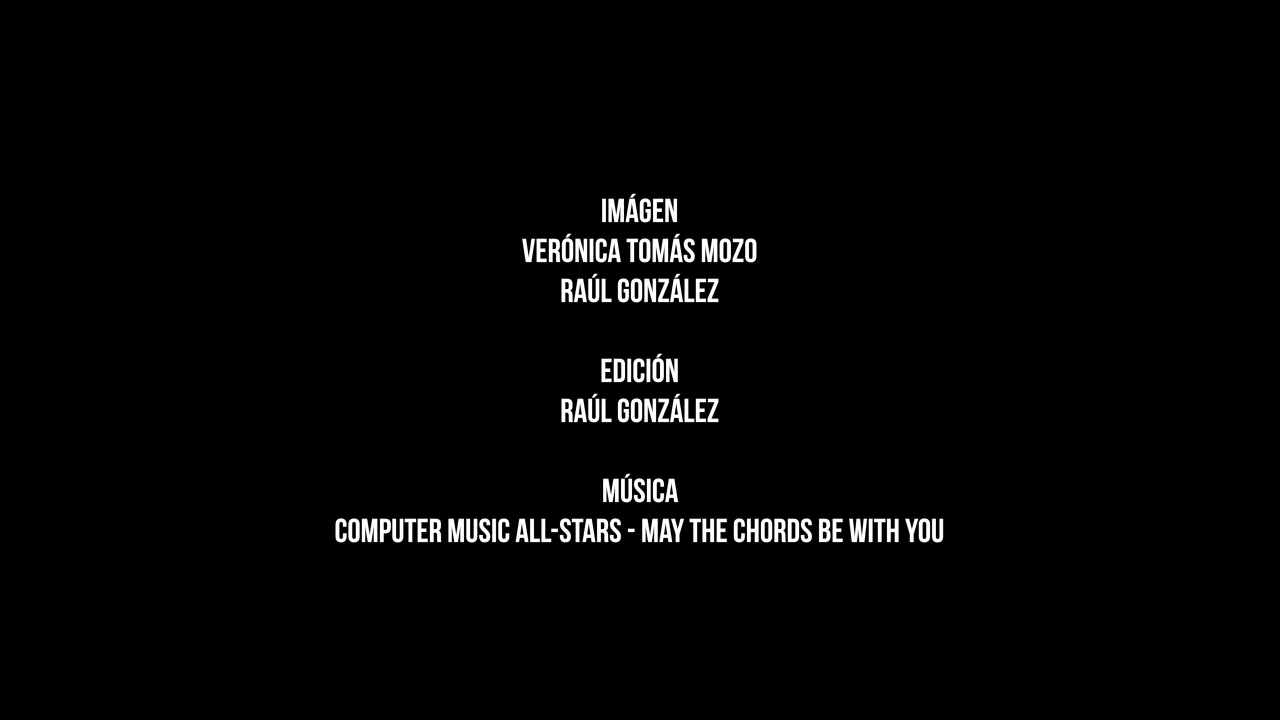 IMÁGEN
VERÓNICA TOMÁS MOZO
RAÚL GONZÁLEZ
EDICIÓN
RAÚL GONZÁLEZ
MÚSICA
COMPUTER MUSIC ALL-STARS - MAY THE CHORDS BE WITH YOU